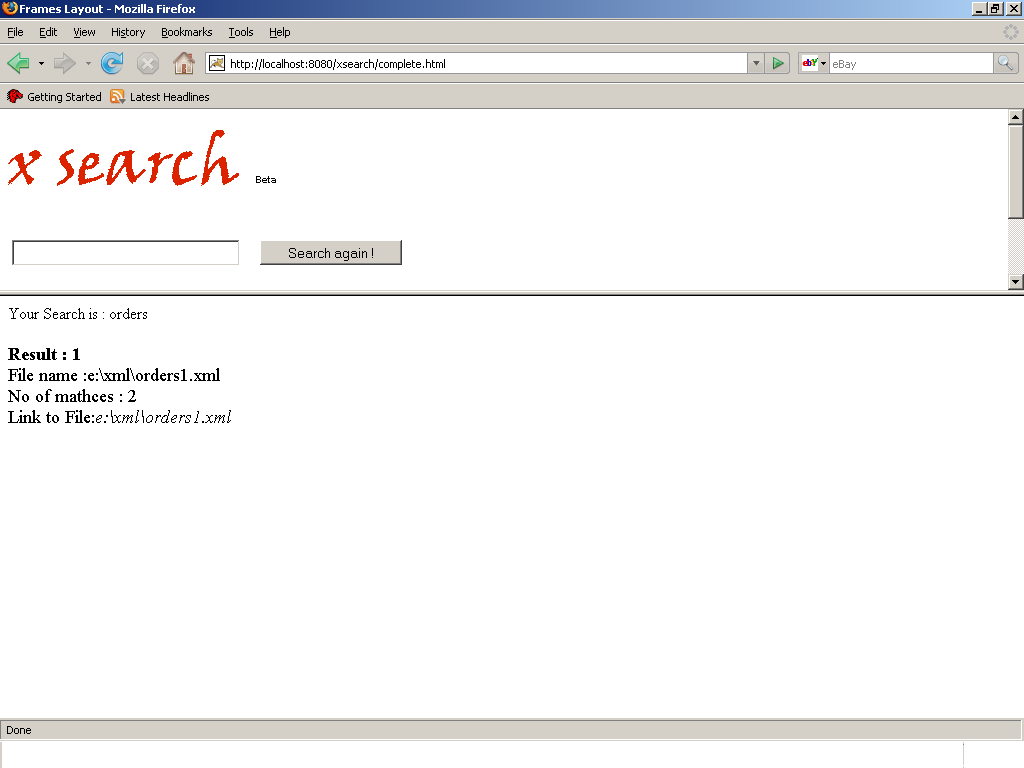 Frames Layout - Mozilla Firefox
File Edit View History Bookmarks Tools Help
http://localhost:8080/xsearch/complete.html ebY eBay
Getting Started Latest Headlines
x search Beta
Search again !
Your Search is : orders
Result : 1
File name :e:\xml\orders1.xml
No of mathces : 2
Link to File:e:\xml\orders1.xml
Done